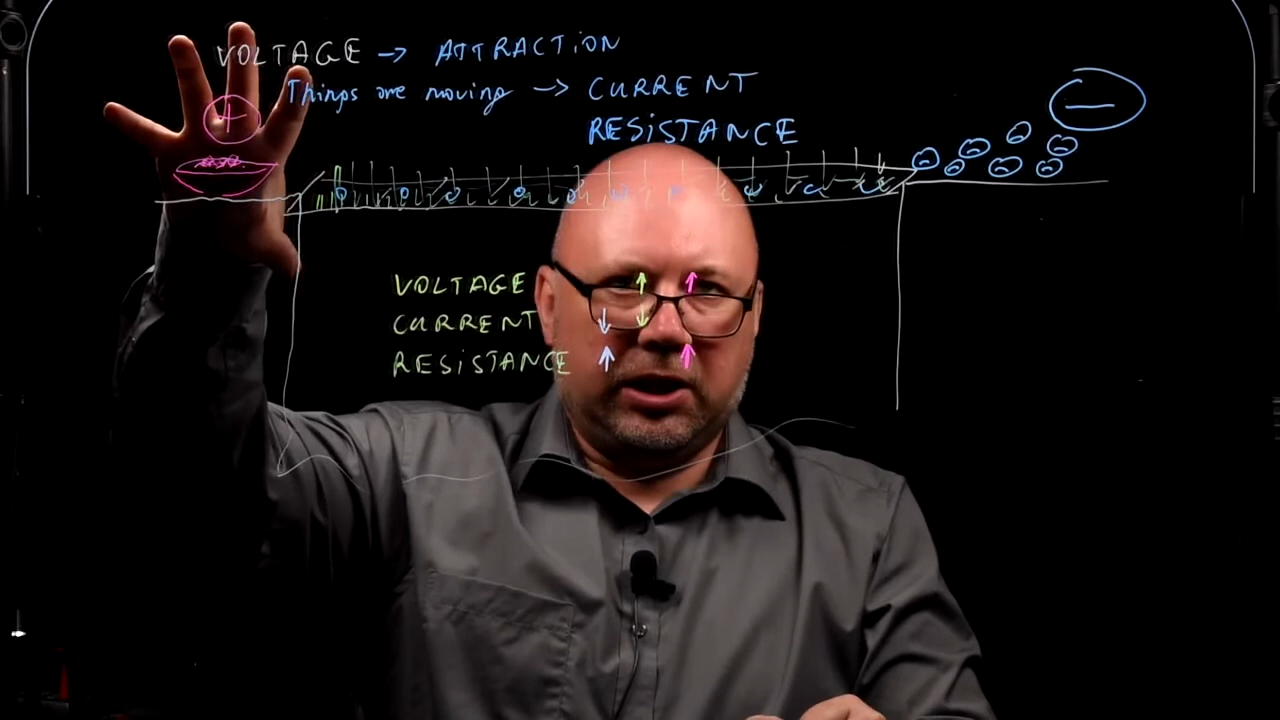 VOLTAGE → ATTRACTION
Things are moving → CURRENT
RESISTANCE
+
−
VOLTAGE ↑ ↑
CURRENT ↓ ↓
RESISTANCE ↑ ↑